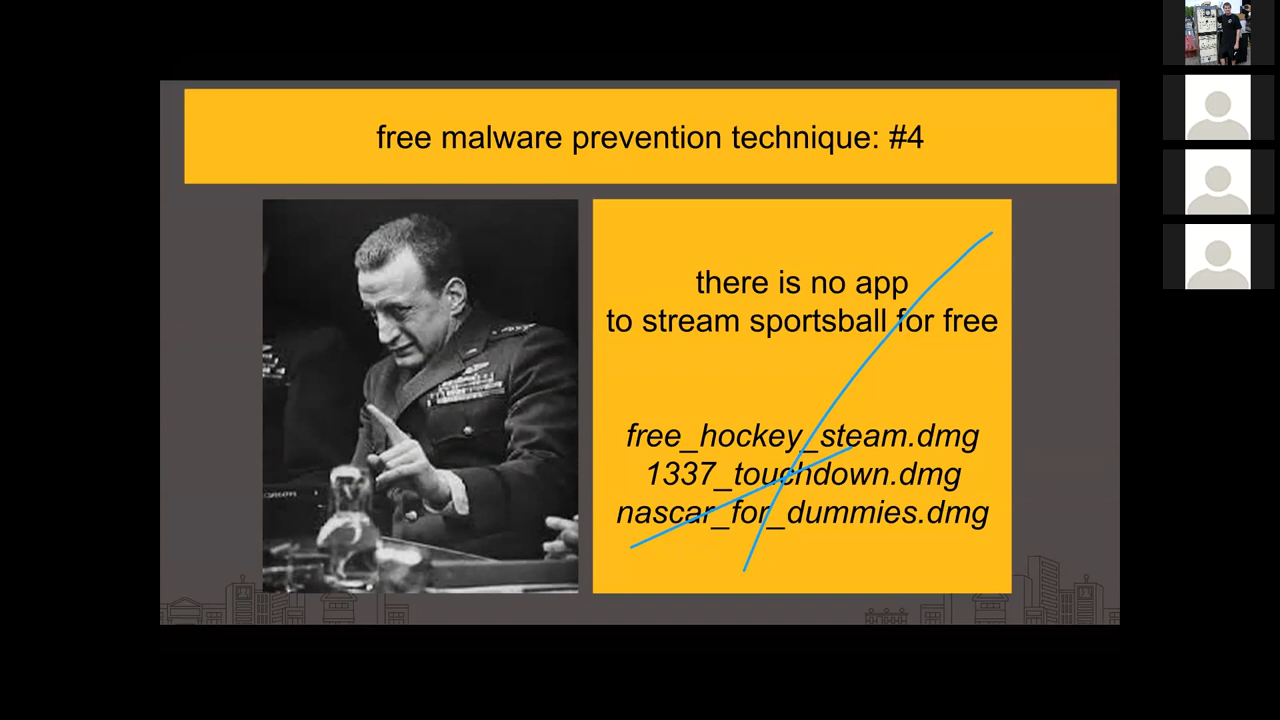 free malware prevention technique: #4
there is no app
to stream sportsball for free
free_hockey_steam.dmg
1337_touchdown.dmg
nascar_for_dummies.dmg